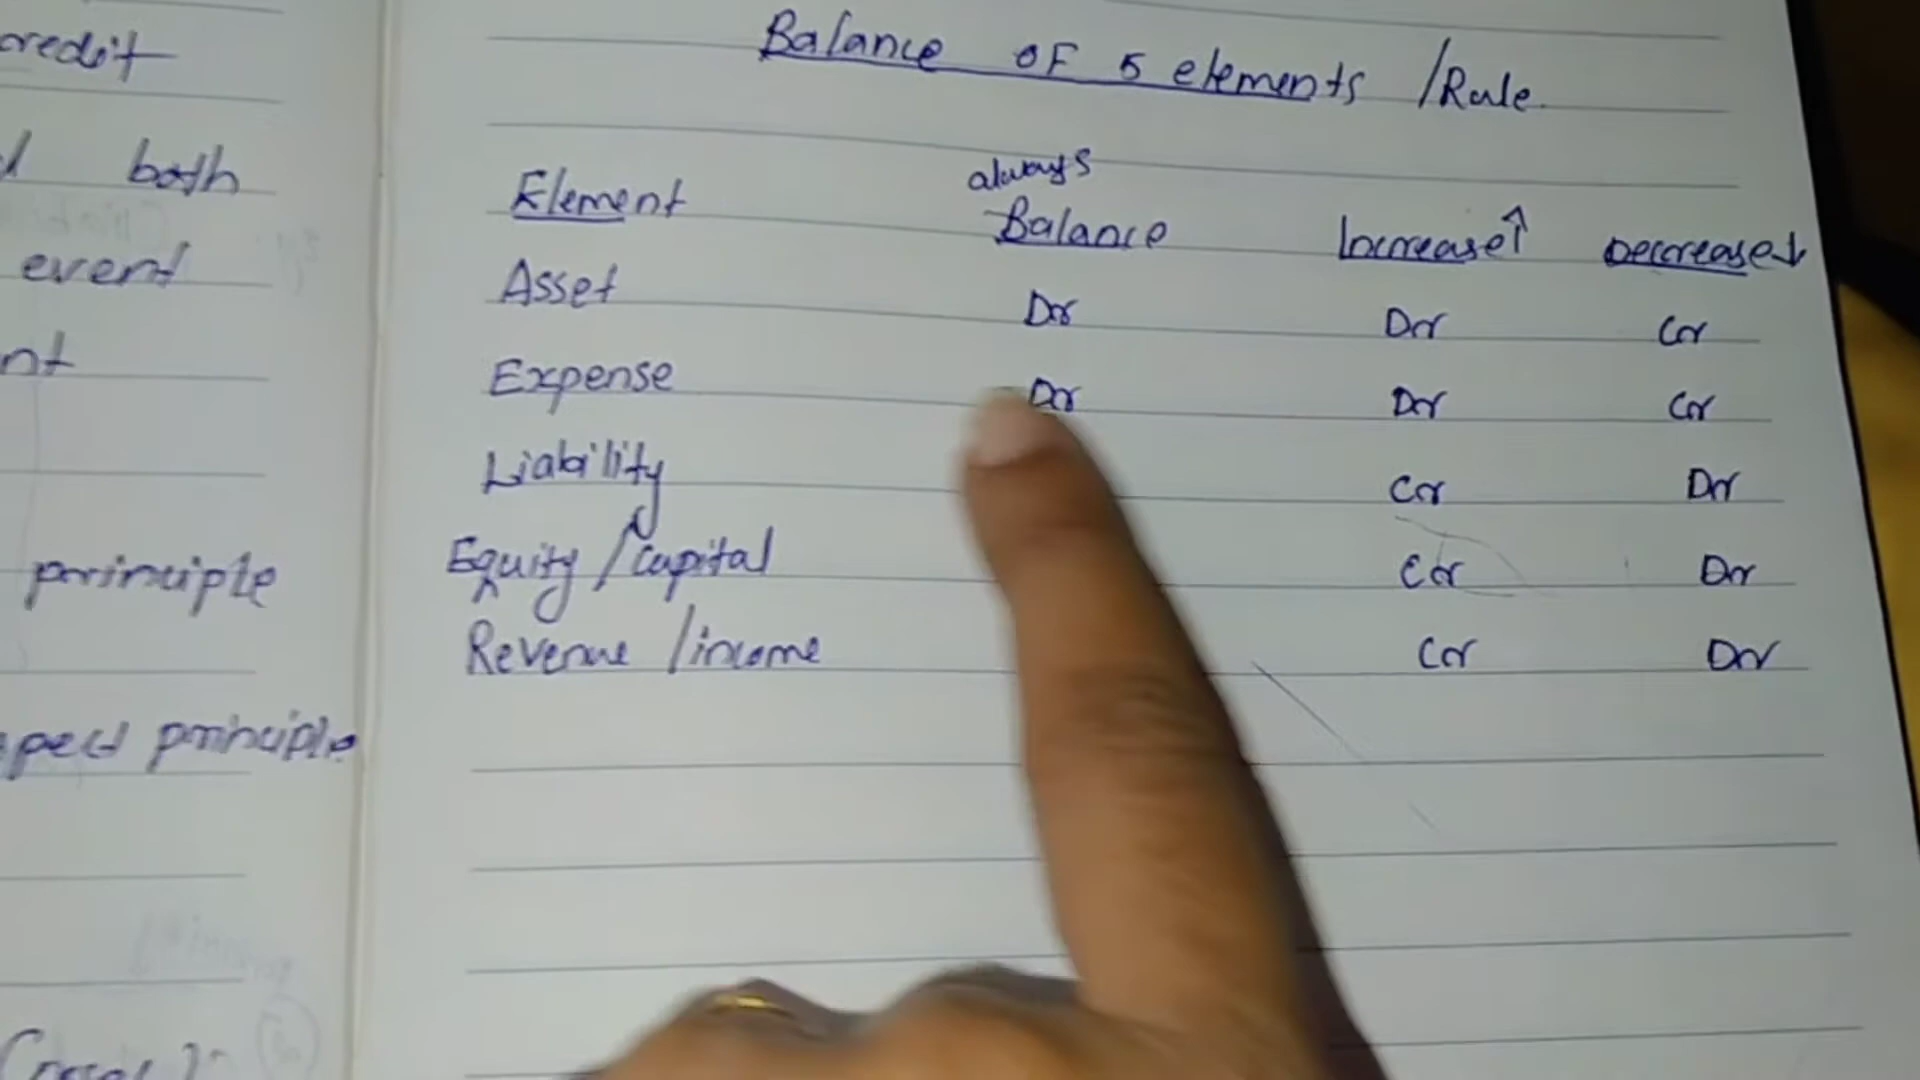 credit
both
event
nt
principle
pect principle
Balance OF 5 elements /Rule
always
Element Balance Increase↑ Decrease↓
Asset Dr Dr Cr
Expense Dr Dr Cr
Liability Cr Dr
Equity /capital Cr Dr
Revenue /income Cr Dr